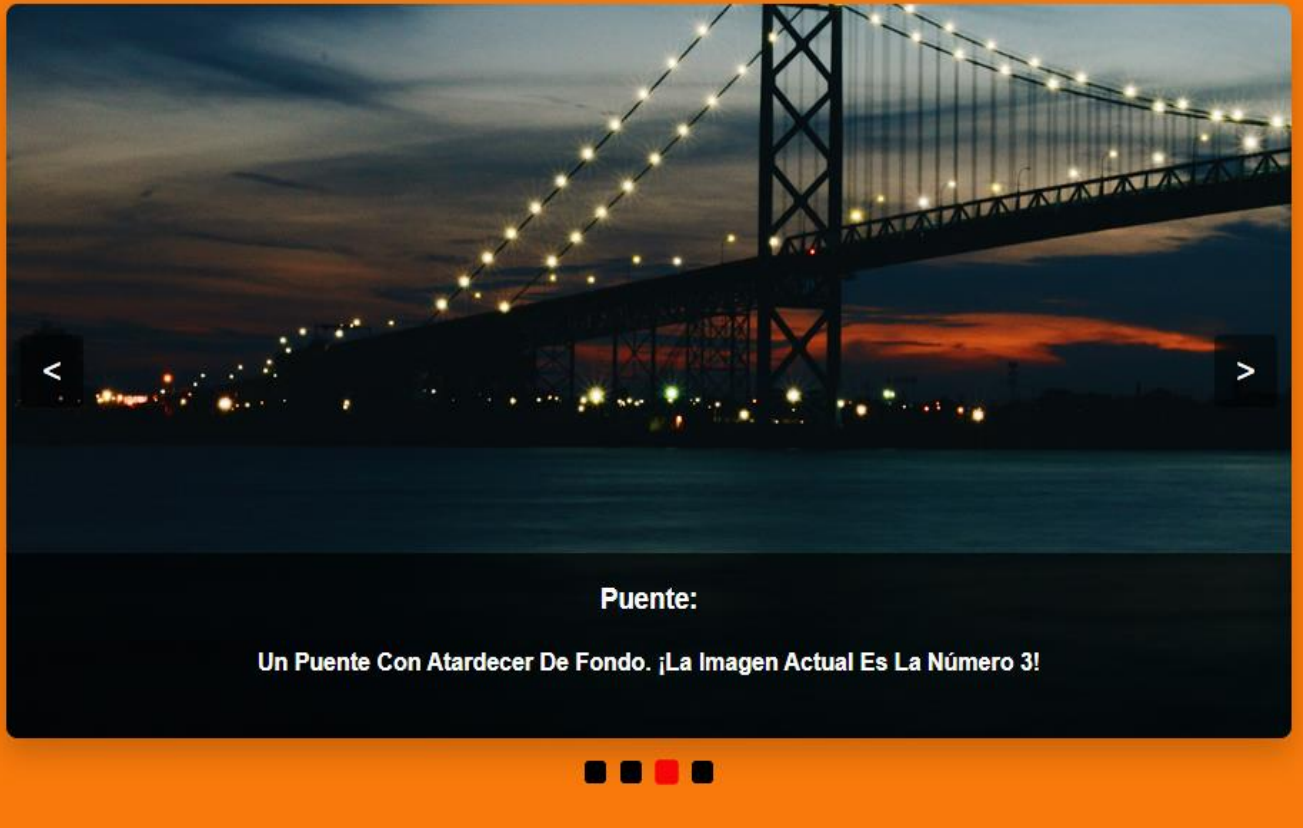 <
>
Puente:
Un Puente Con Atardecer De Fondo. ¡La Imagen Actual Es La Número 3!